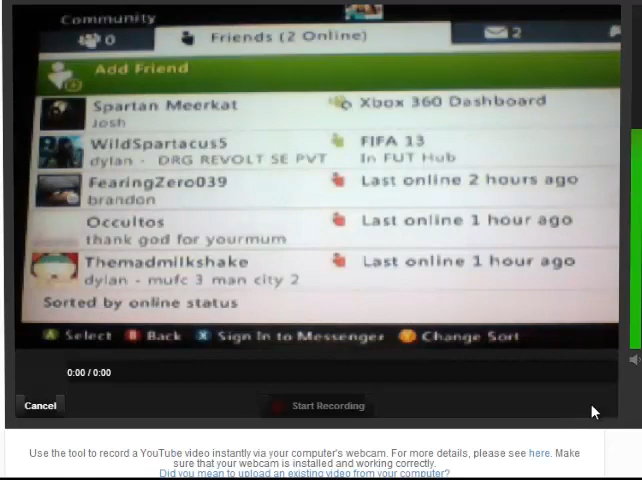 Community
0
Friends (2 Online)
2
Add Friend
Spartan Meerkat
Xbox 360 Dashboard
Josh
WildSpartacus5
FIFA 13
dylan - DRG REVOLT SE PVT
In FUT Hub
FearingZero039
Last online 2 hours ago
brandon
Occultos
Last online 1 hour ago
thank god for yourmum
Themadmilkshake
Last online 1 hour ago
dylan - mufc 3 man city 2
Sorted by online status
A Select B Back X Sign In to Messenger Y Change Sort
0:00 / 0:00
Cancel
Start Recording
Use the tool to record a YouTube video instantly via your computer's webcam. For more details, please see here. Make
sure that your webcam is installed and working correctly.
Did you mean to upload an existing video from your computer?